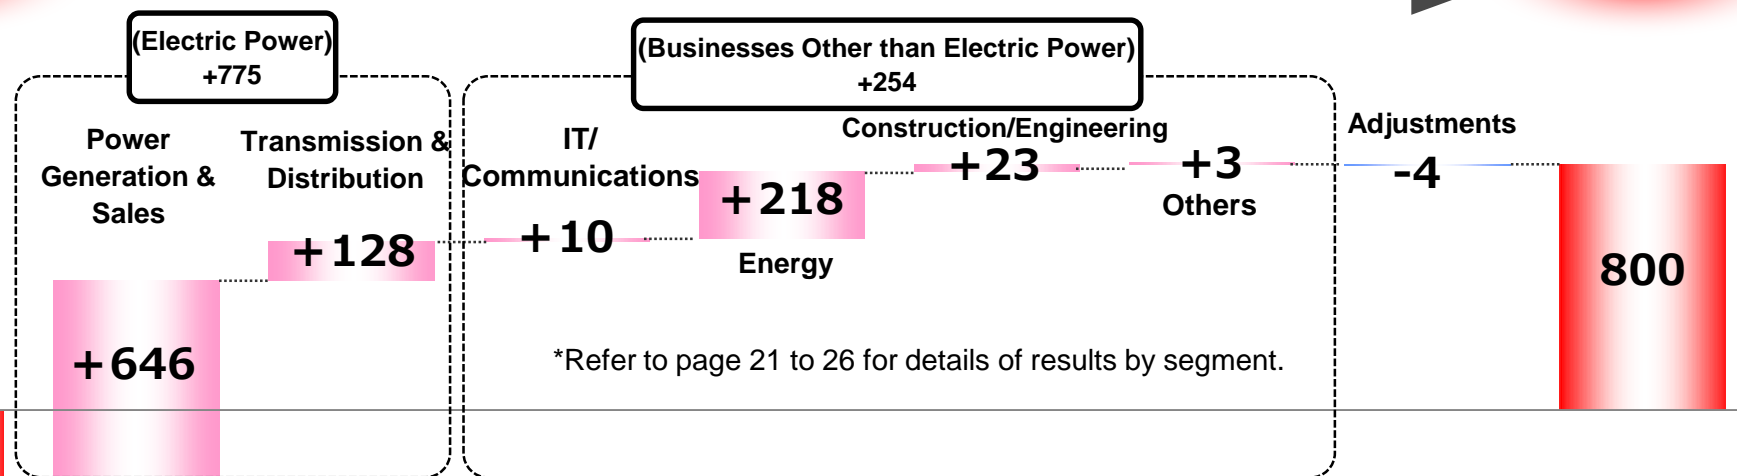 (Electric Power)
+775
(Businesses Other than Electric Power)
+254
Power
Generation &
Sales
Transmission &
Distribution
IT/
Communications
Construction/Engineering
Adjustments
+646
+128
+10
+218
Energy
+23
+3
Others
-4
800
*Refer to page 21 to 26 for details of results by segment.